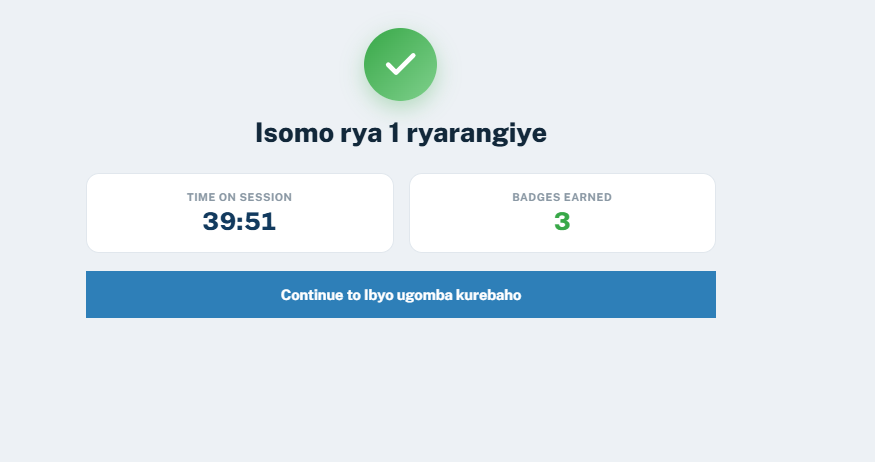 Isomo rya 1 ryarangiye
TIME ON SESSION
39:51
BADGES EARNED
3
Continue to Ibyo ugomba kurebaho